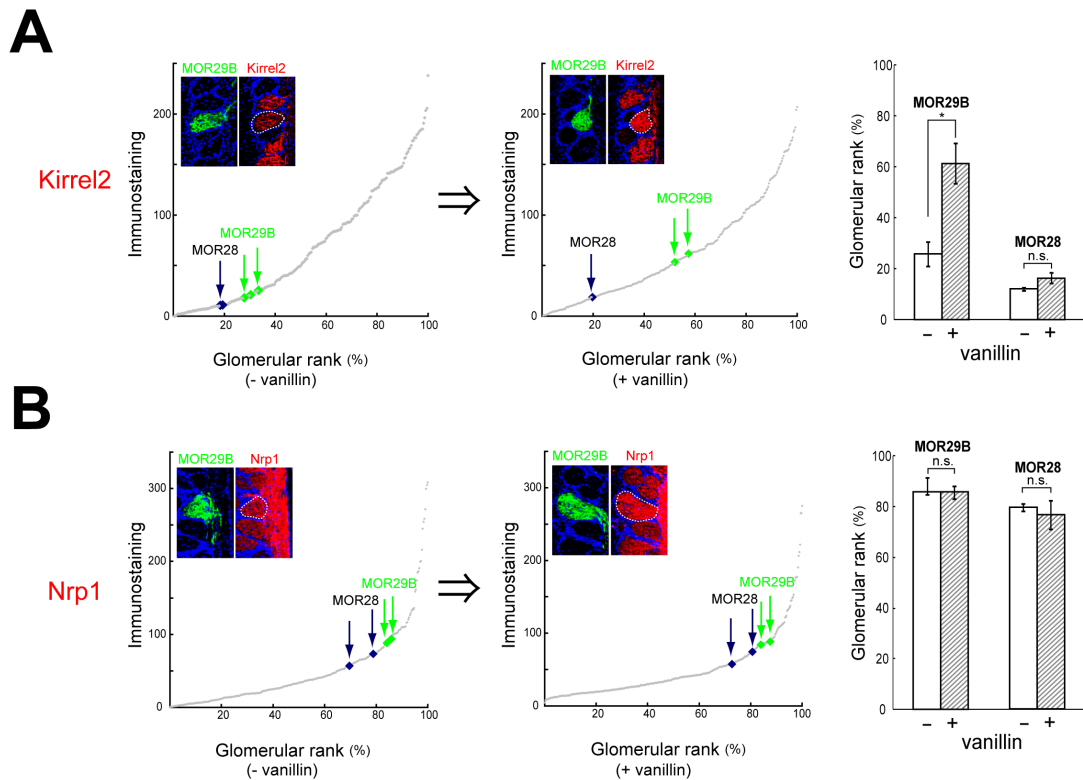 A
Kirrel2
Immunostaining
200
100
0
MOR29B Kirrel2
MOR29B
MOR28
20 40 60 80 100
Glomerular rank (%)
(- vanillin)
⇒
Immunostaining
200
100
0
MOR29B Kirrel2
MOR29B
MOR28
0 20 40 60 80 100
Glomerular rank (%)
(+ vanillin)
Glomerular rank (%)
100
80
60
40
20
0
MOR29B
*
MOR28
n.s.
− + − +
vanillin
B
Nrp1
Immunostaining
300
200
100
0
MOR29B Nrp1
MOR29B
MOR28
20 40 60 80 100
Glomerular rank (%)
(- vanillin)
⇒
Immunostaining
300
200
100
0
MOR29B Nrp1
MOR29B
MOR28
0 20 40 60 80 100
Glomerular rank (%)
(+ vanillin)
Glomerular rank (%)
100
80
60
40
20
0
MOR29B
n.s.
MOR28
n.s.
− + − +
vanillin